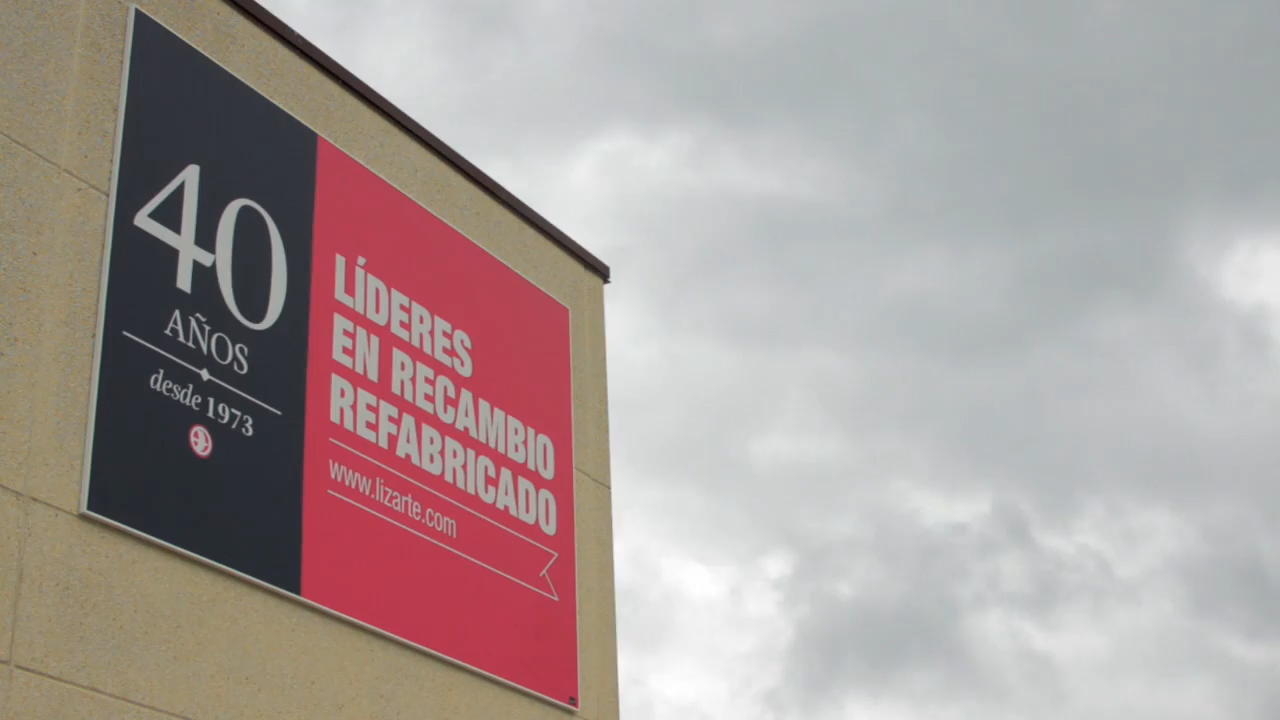 40
AÑOS
desde 1973
LÍDERES
EN RECAMBIO
REFABRICADO
www.lizarte.com